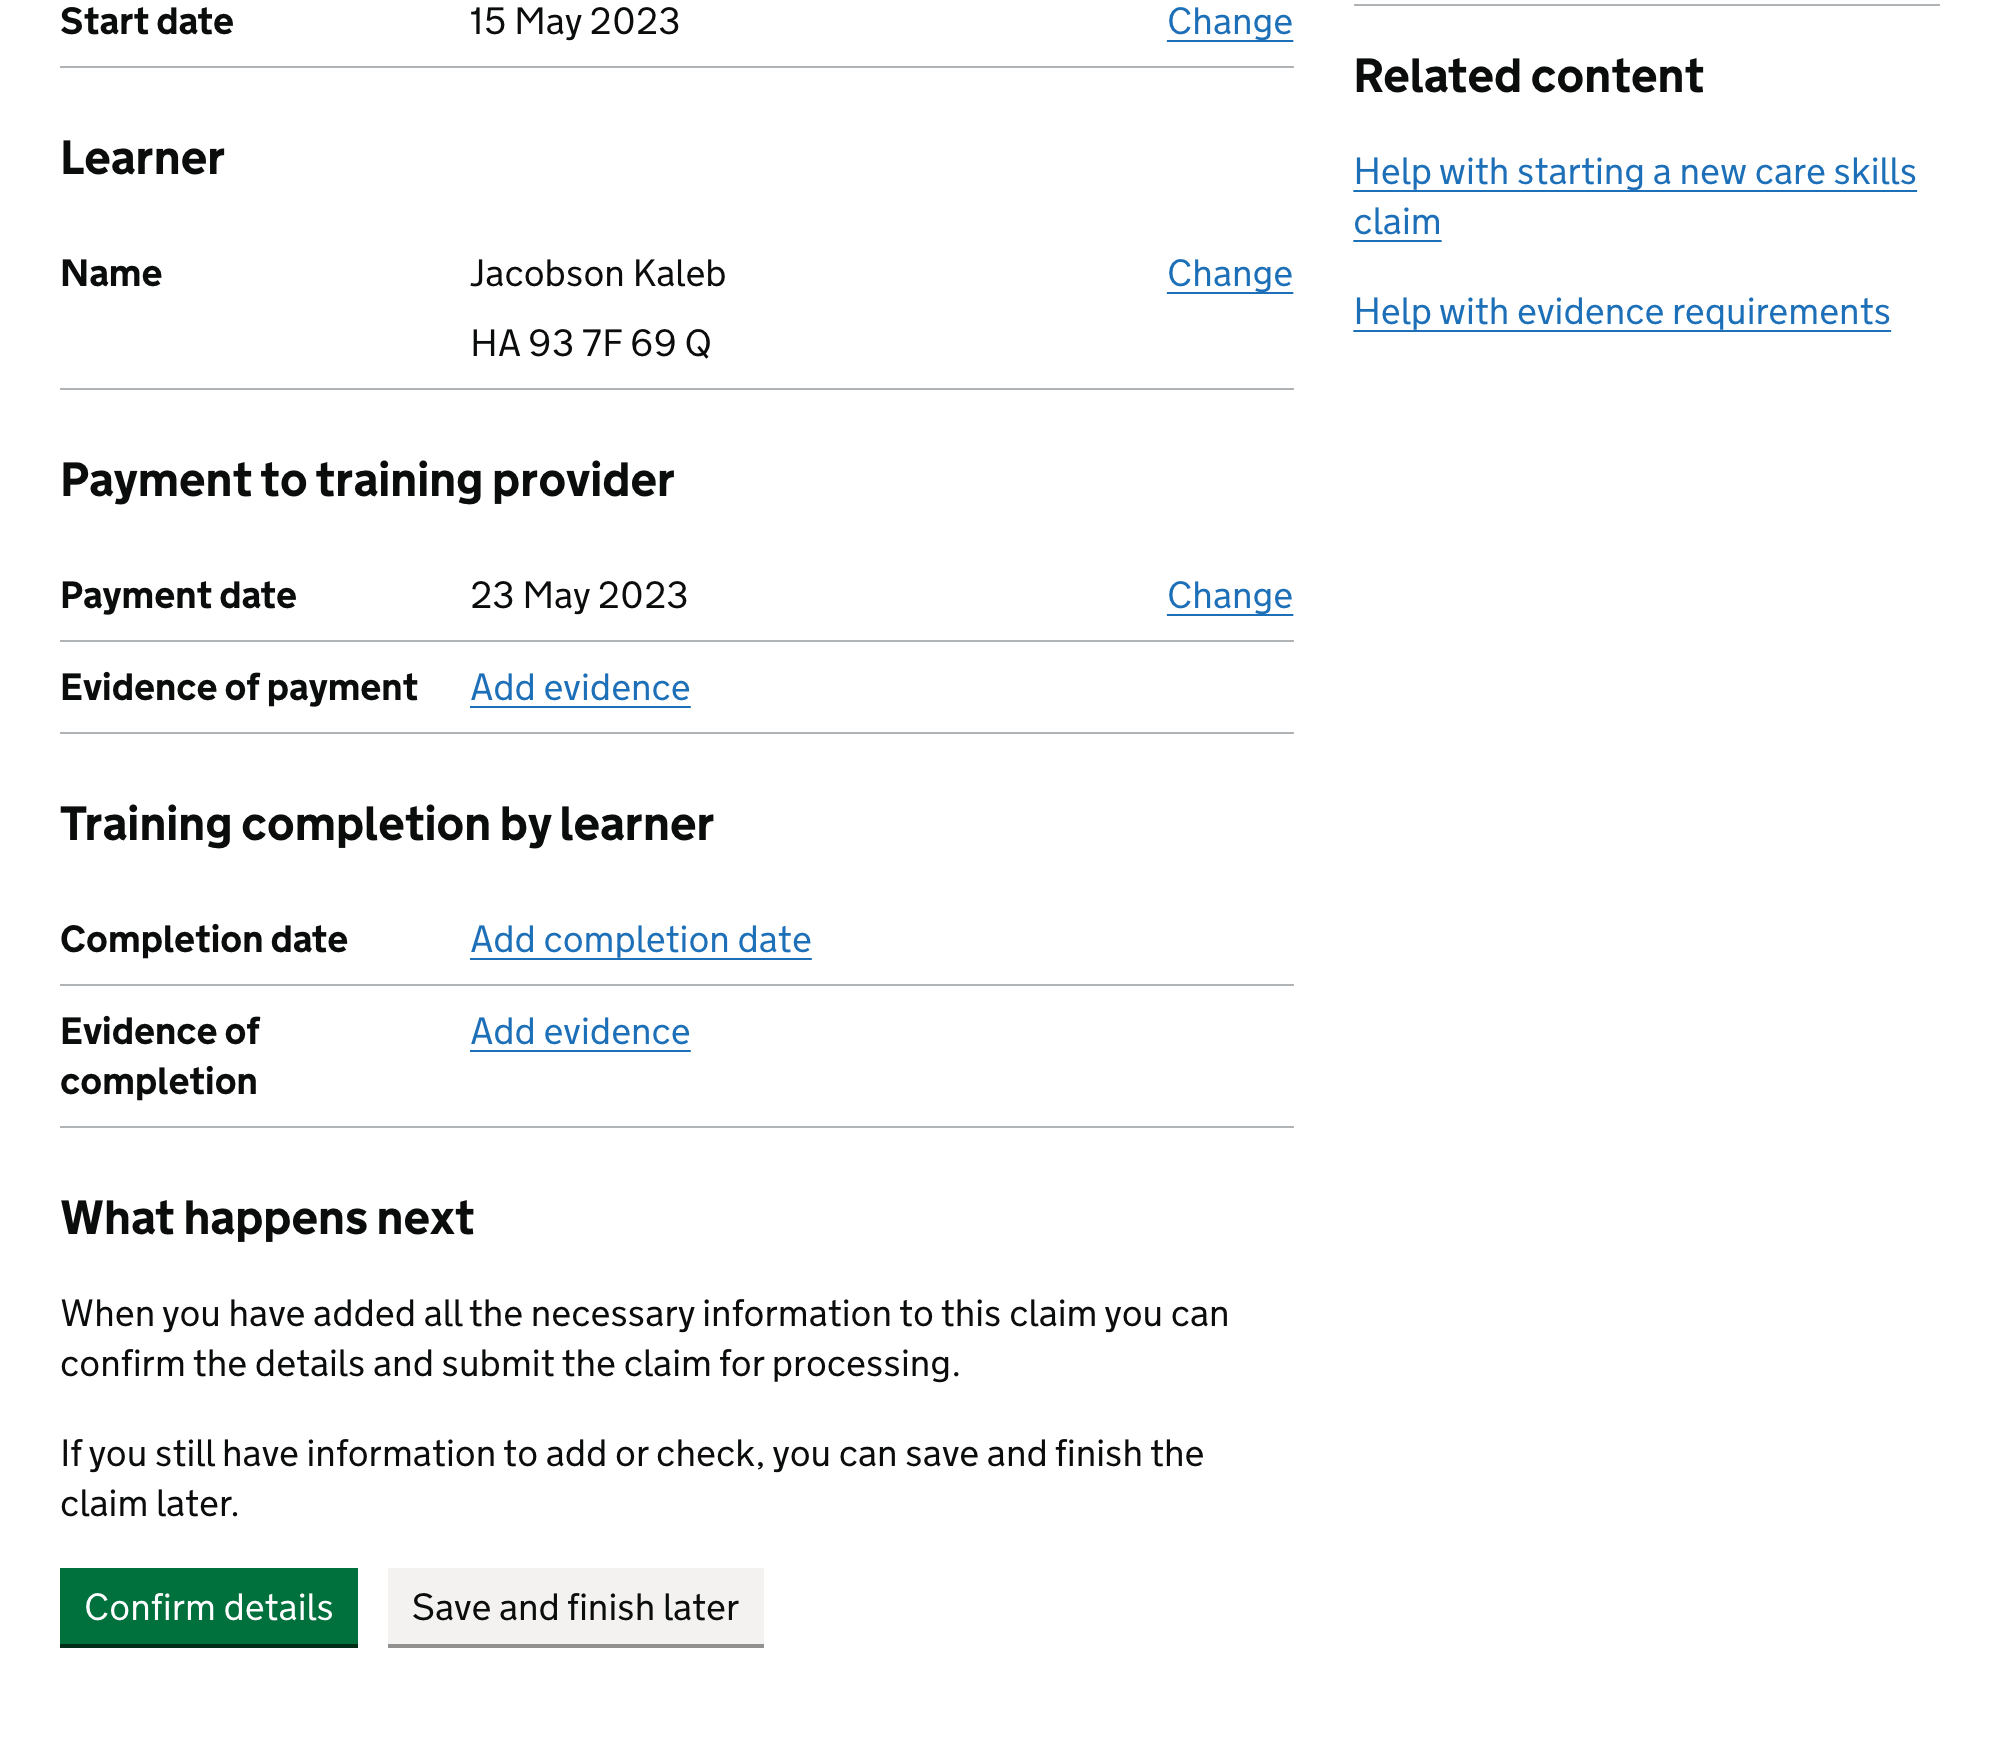 Start date 15 May 2023 Change
Learner
Name Jacobson Kaleb Change
HA 93 7F 69 Q
Payment to training provider
Payment date 23 May 2023 Change
Evidence of payment Add evidence
Training completion by learner
Completion date Add completion date
Evidence of Add evidence
completion
What happens next
When you have added all the necessary information to this claim you can
confirm the details and submit the claim for processing.
If you still have information to add or check, you can save and finish the
claim later.
Confirm details Save and finish later
Related content
Help with starting a new care skills
claim
Help with evidence requirements